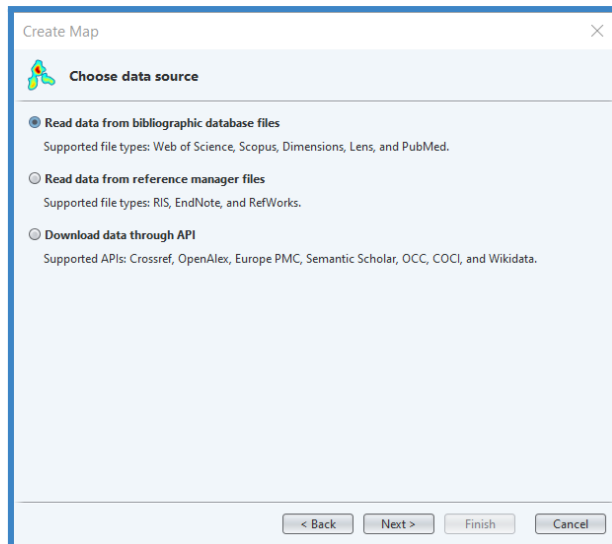 Create Map
Choose data source
Read data from bibliographic database files
Supported file types: Web of Science, Scopus, Dimensions, Lens, and PubMed.
Read data from reference manager files
Supported file types: RIS, EndNote, and RefWorks.
Download data through API
Supported APIs: Crossref, OpenAlex, Europe PMC, Semantic Scholar, OCC, COCI, and Wikidata.
< Back Next > Finish Cancel